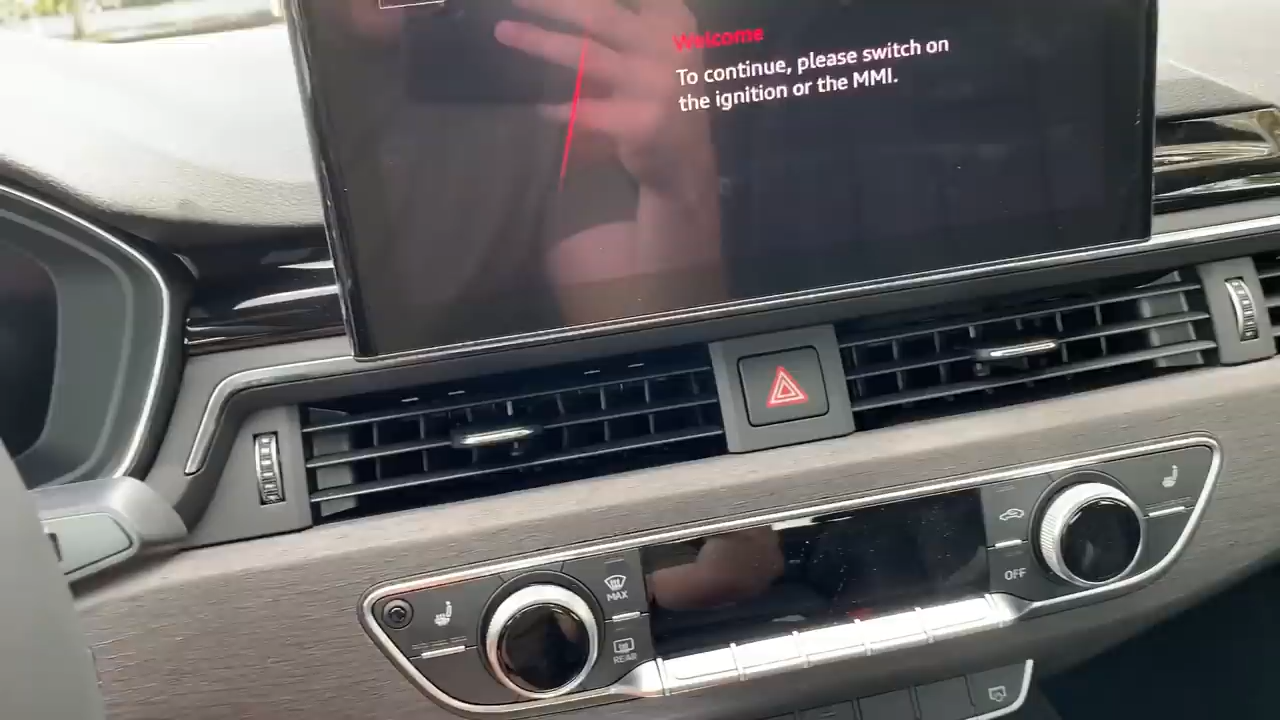 Welcome
To continue, please switch on
the ignition or the MMI.
MAX
REAR
OFF